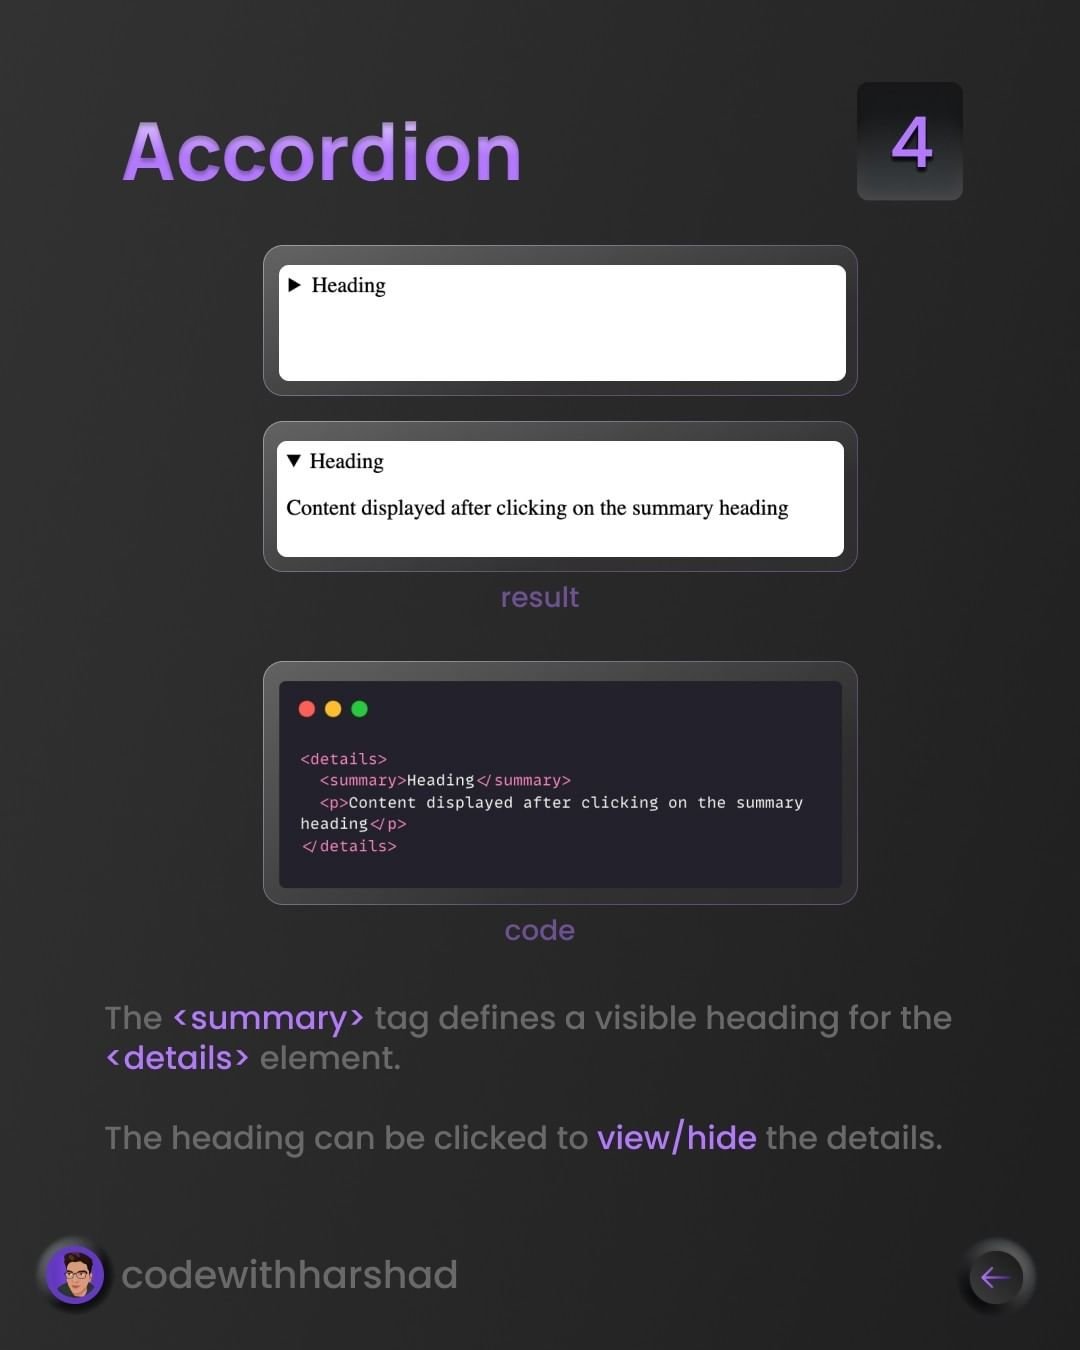 Accordion
4
▶ Heading
▼ Heading
Content displayed after clicking on the summary heading
result
<details>
  <summary>Heading</summary>
  <p>Content displayed after clicking on the summary
heading</p>
</details>
code
The <summary> tag defines a visible heading for the
<details> element.
The heading can be clicked to view/hide the details.
codewithharshad